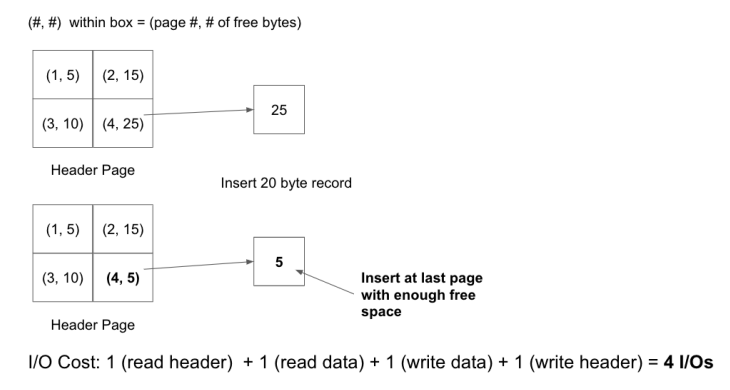 (#, #) within box = (page #, # of free bytes)
(1, 5) (2, 15)
25
(3, 10) (4, 25)
Header Page
Insert 20 byte record
(1, 5) (2, 15)
5
(3, 10) (4, 5)
Insert at last page
with enough free
space
Header Page
I/O Cost: 1 (read header) + 1 (read data) + 1 (write data) + 1 (write header) = 4 I/Os